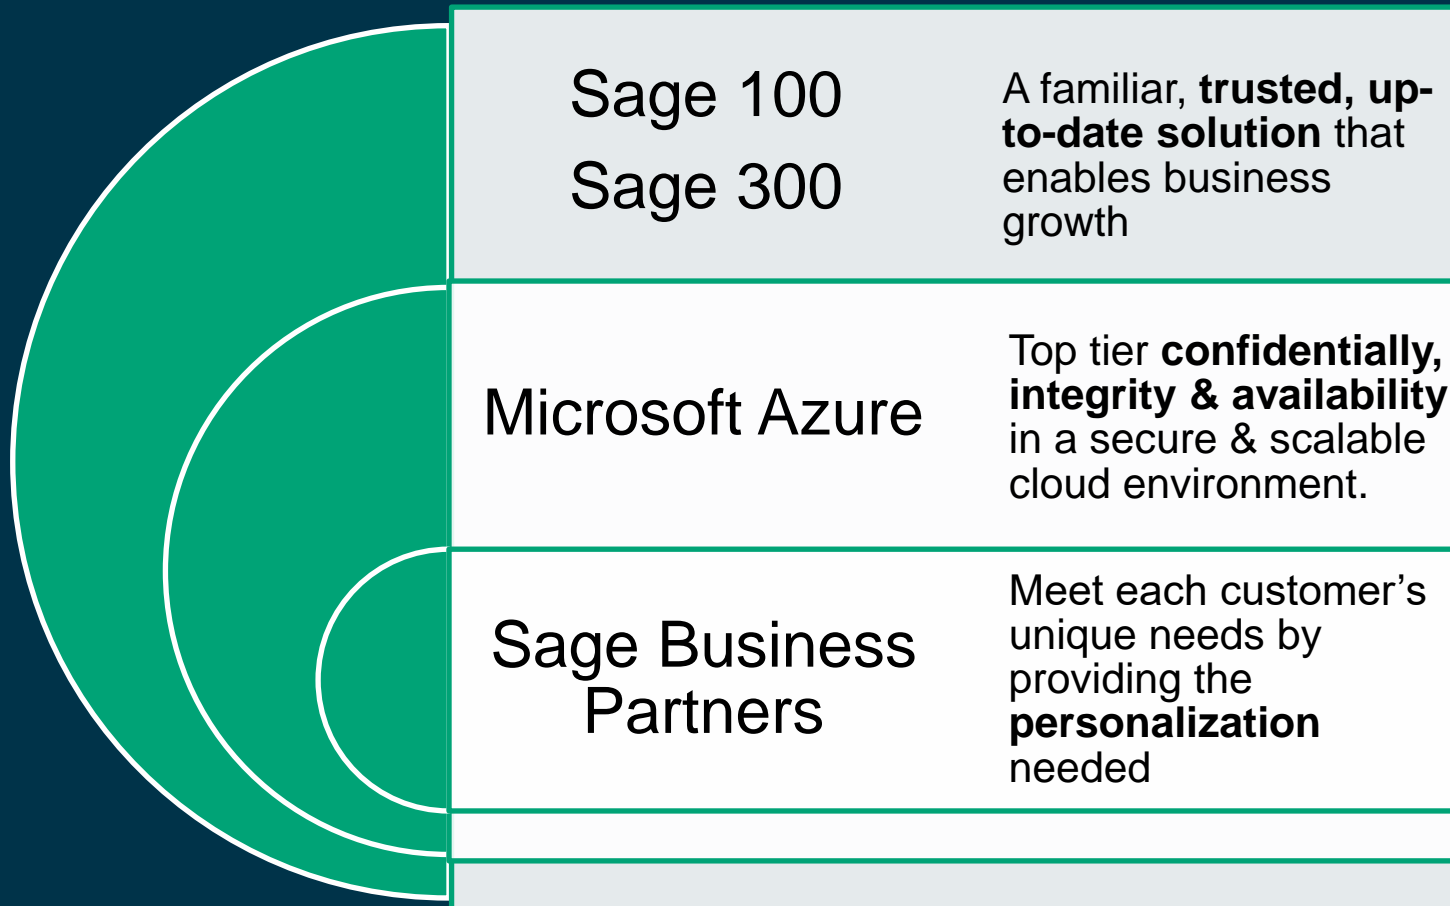 Sage 100
Sage 300
A familiar, trusted, up-
to-date solution that
enables business
growth
Microsoft Azure
Top tier confidentially,
integrity & availability
in a secure & scalable
cloud environment.
Sage Business
Partners
Meet each customer’s
unique needs by
providing the
personalization
needed